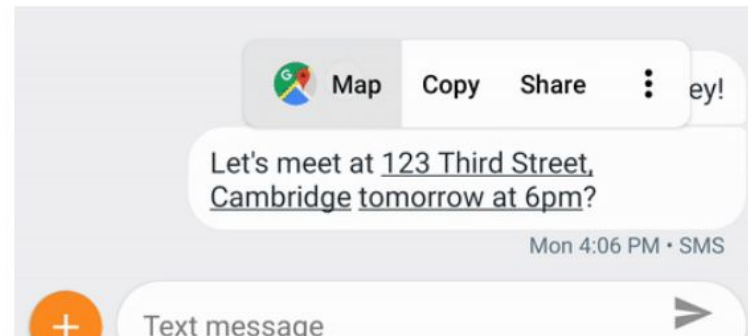 Map Copy Share
ey!
Let's meet at 123 Third Street,
Cambridge tomorrow at 6pm?
Mon 4:06 PM • SMS
Text message